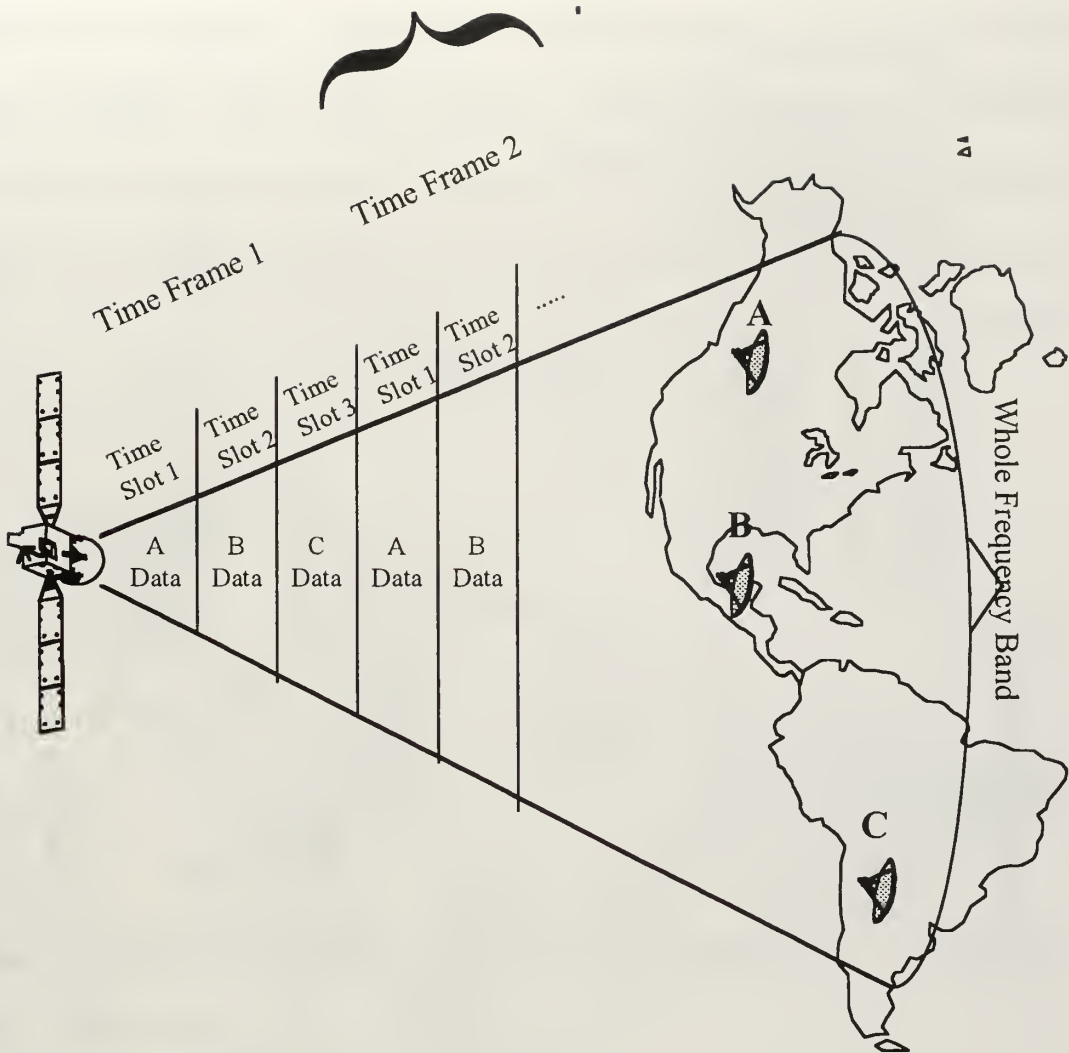 Time Frame 2
Time Frame 1
Time
Slot 1
Time
Slot 2
Time
Slot 3
Time
Slot 1
Time
Slot 2
.....
A
Data
B
Data
C
Data
A
Data
B
Data
A
B
C
Whole Frequency Band